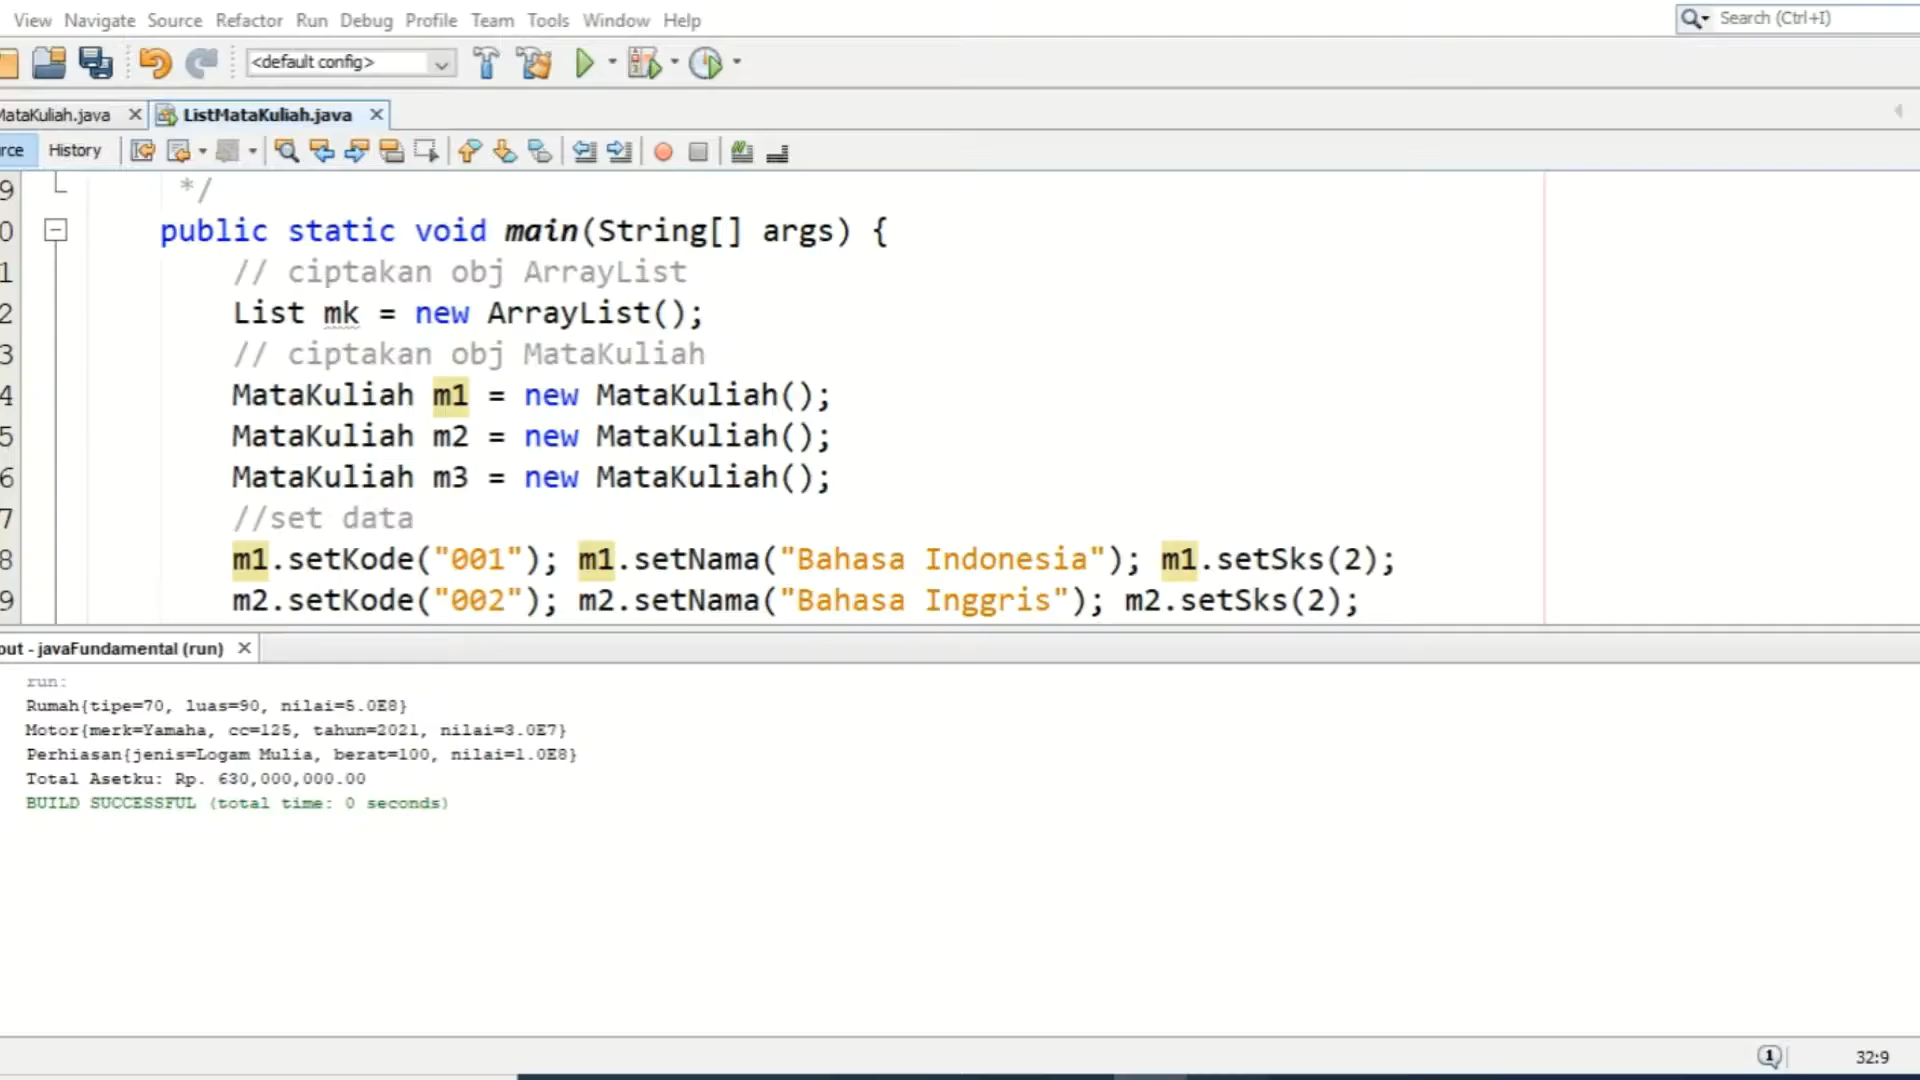 View Navigate Source Refactor Run Debug Profile Team Tools Window Help
Search (Ctrl+I)
<default config>
MataKuliah.java ListMataKuliah.java
rce History
9 */
0 public static void main(String[] args) {
1 // ciptakan obj ArrayList
2 List mk = new ArrayList();
3 // ciptakan obj MataKuliah
4 MataKuliah m1 = new MataKuliah();
5 MataKuliah m2 = new MataKuliah();
6 MataKuliah m3 = new MataKuliah();
7 //set data
8 m1.setKode("001"); m1.setNama("Bahasa Indonesia"); m1.setSks(2);
9 m2.setKode("002"); m2.setNama("Bahasa Inggris"); m2.setSks(2);
put - javaFundamental (run)
run:
Rumah{tipe=70, luas=90, nilai=5.0E8}
Motor{merk=Yamaha, cc=125, tahun=2021, nilai=3.0E7}
Perhiasan{jenis=Logam Mulia, berat=100, nilai=1.0E8}
Total Asetku: Rp. 630,000,000.00
BUILD SUCCESSFUL (total time: 0 seconds)
1 32:9